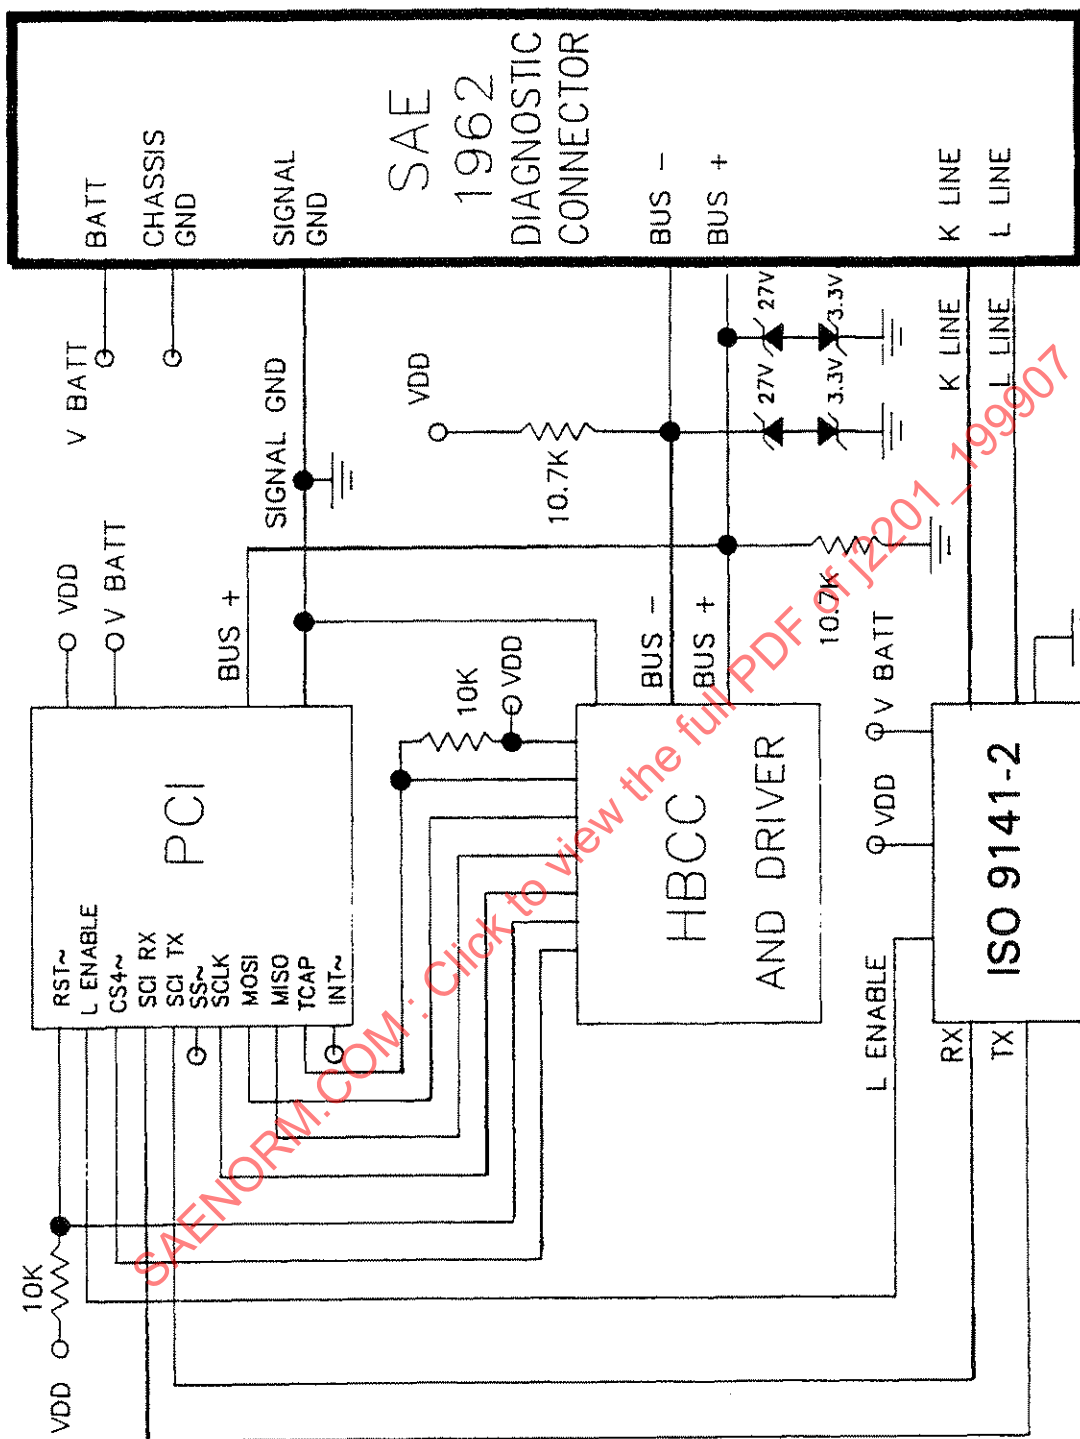 SAE
1962
DIAGNOSTIC
CONNECTOR
BATT
CHASSIS
GND
SIGNAL
GND
BUS -
BUS +
K LINE
L LINE
V BATT
SIGNAL GND
VDD
10.7K
27V
3.3V
27V
3.3V
K LINE
L LINE
VDD
V BATT
BUS +
10K
VDD
BUS -
BUS +
10.7K
VDD
V BATT
PCI
RST~
L ENABLE
CS4~
SCI RX
SCI TX
SS~
SCLK
MOSI
MISO
TCAP
INT~
HBCC
AND DRIVER
ISO 9141-2
L ENABLE
RX
TX
10K
VDD
SAENORM.COM : Click to view the full PDF of j2201_199907